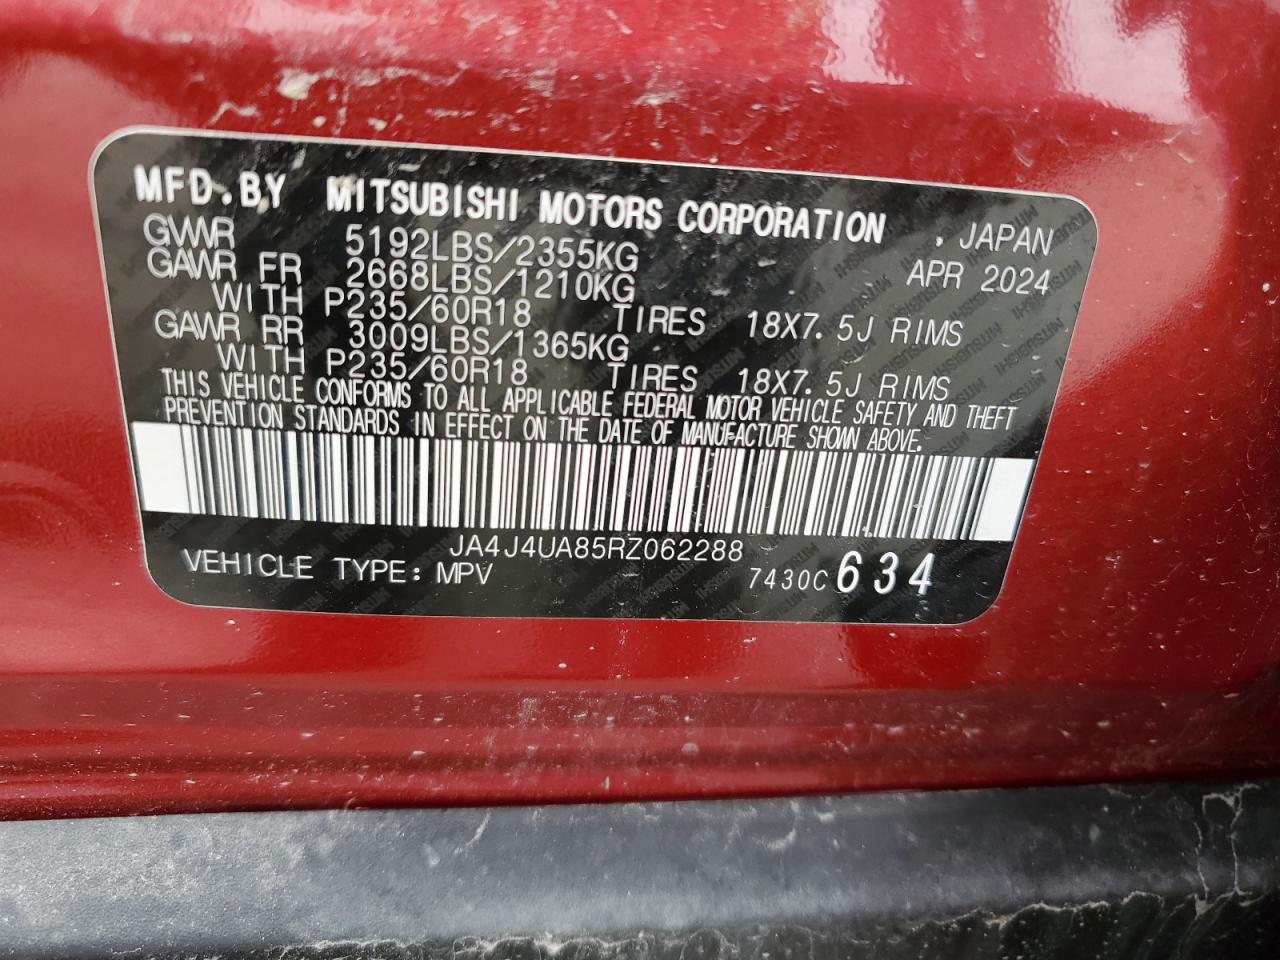 MFD.BY MITSUBISHI MOTORS CORPORATION , JAPAN
GVWR 5192LBS/2355KG APR 2024
GAWR FR 2668LBS/1210KG
WITH P235/60R18 TIRES 18X7.5J RIMS
GAWR RR 3009LBS/1365KG
WITH P235/60R18 TIRES 18X7.5J RIMS
THIS VEHICLE CONFORMS TO ALL APPLICABLE FEDERAL MOTOR VEHICLE SAFETY AND THEFT
PREVENTION STANDARDS IN EFFECT ON THE DATE OF MANUFACTURE SHOWN ABOVE.
JA4J4UA85RZ062288
VEHICLE TYPE: MPV 7430C 634